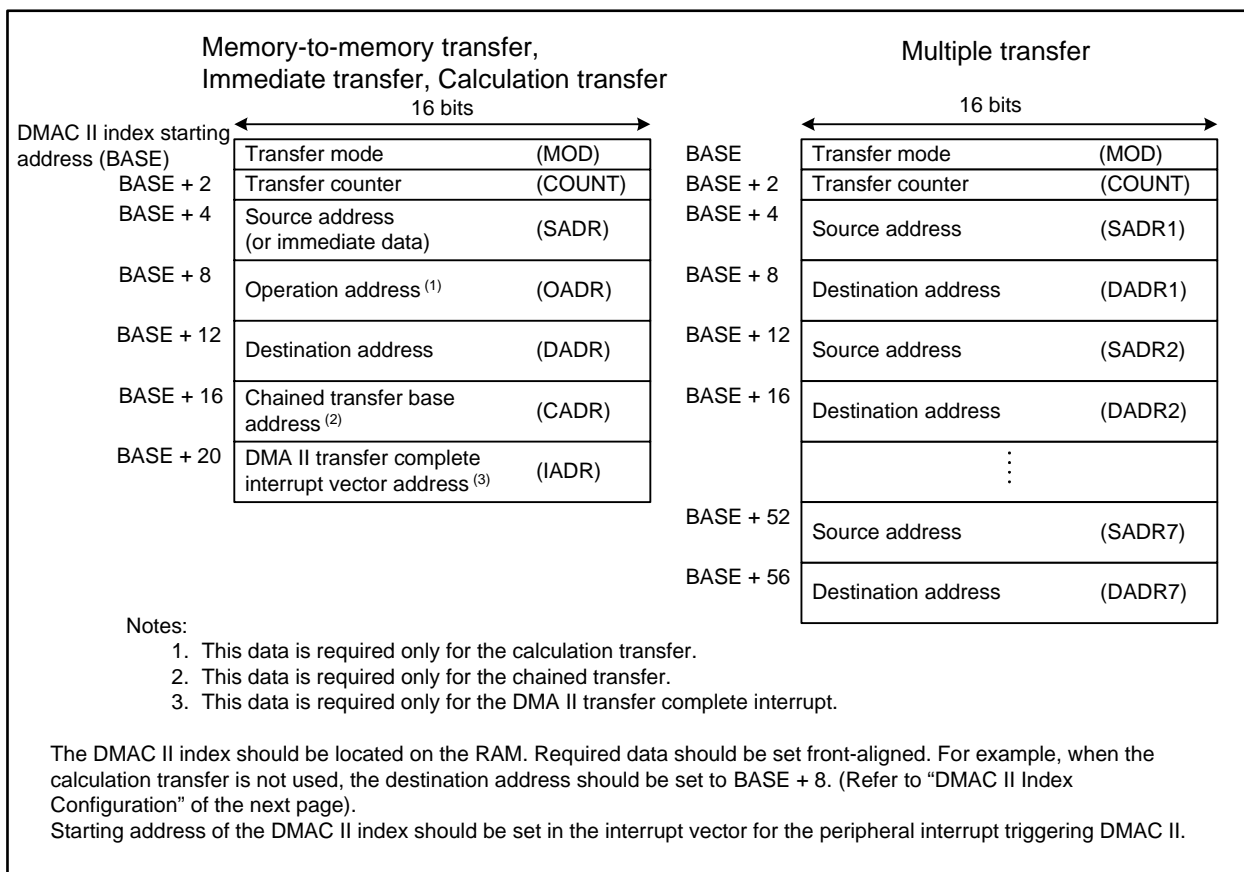 Memory-to-memory transfer,
Immediate transfer, Calculation transfer
16 bits
DMAC II index starting
address (BASE)
Transfer mode (MOD)
BASE + 2 Transfer counter (COUNT)
BASE + 4 Source address
(or immediate data) (SADR)
BASE + 8 Operation address (1) (OADR)
BASE + 12 Destination address (DADR)
BASE + 16 Chained transfer base
address (2) (CADR)
BASE + 20 DMA II transfer complete
interrupt vector address (3) (IADR)
Multiple transfer
16 bits
BASE Transfer mode (MOD)
BASE + 2 Transfer counter (COUNT)
BASE + 4 Source address (SADR1)
BASE + 8 Destination address (DADR1)
BASE + 12 Source address (SADR2)
BASE + 16 Destination address (DADR2)
BASE + 52 Source address (SADR7)
BASE + 56 Destination address (DADR7)
Notes:
1. This data is required only for the calculation transfer.
2. This data is required only for the chained transfer.
3. This data is required only for the DMA II transfer complete interrupt.
The DMAC II index should be located on the RAM. Required data should be set front-aligned. For example, when the
calculation transfer is not used, the destination address should be set to BASE + 8. (Refer to “DMAC II Index
Configuration” of the next page).
Starting address of the DMAC II index should be set in the interrupt vector for the peripheral interrupt triggering DMAC II.